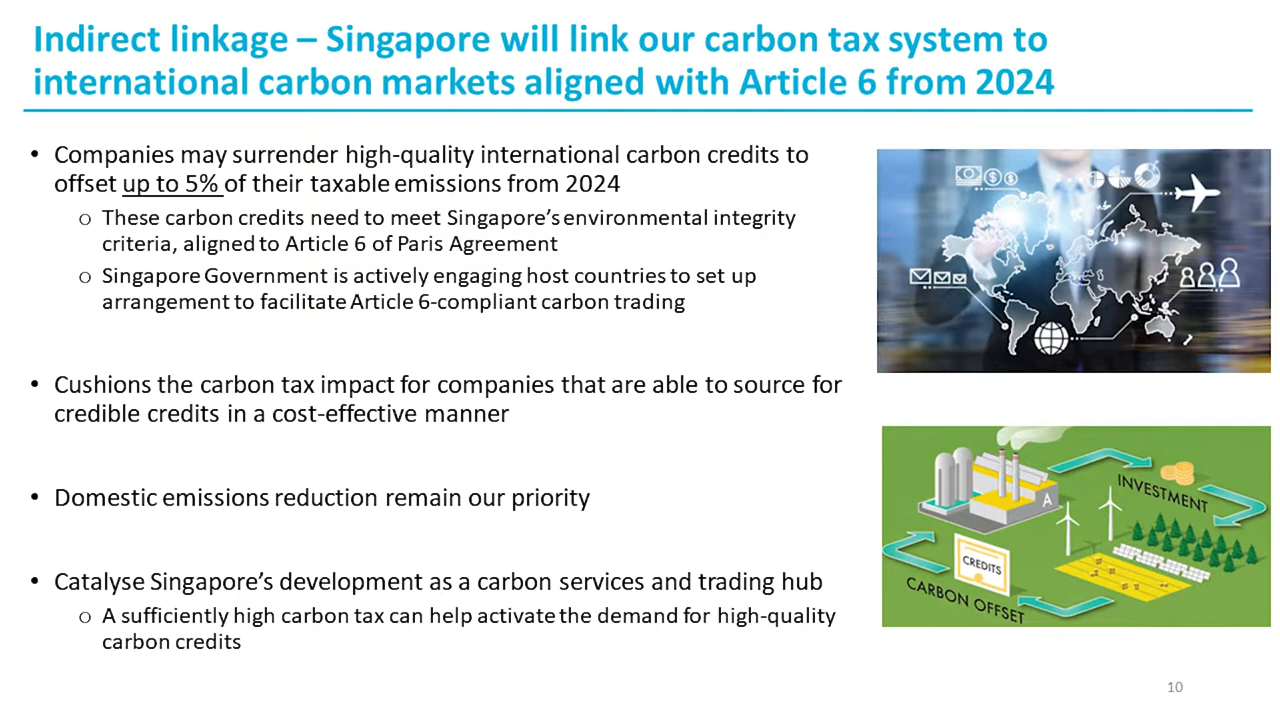 Indirect linkage – Singapore will link our carbon tax system to
international carbon markets aligned with Article 6 from 2024
• Companies may surrender high-quality international carbon credits to
offset up to 5% of their taxable emissions from 2024
o These carbon credits need to meet Singapore’s environmental integrity
criteria, aligned to Article 6 of Paris Agreement
o Singapore Government is actively engaging host countries to set up
arrangement to facilitate Article 6-compliant carbon trading
• Cushions the carbon tax impact for companies that are able to source for
credible credits in a cost-effective manner
• Domestic emissions reduction remain our priority
• Catalyse Singapore’s development as a carbon services and trading hub
o A sufficiently high carbon tax can help activate the demand for high-quality
carbon credits
A
INVESTMENT
CREDITS
CARBON OFFSET
10